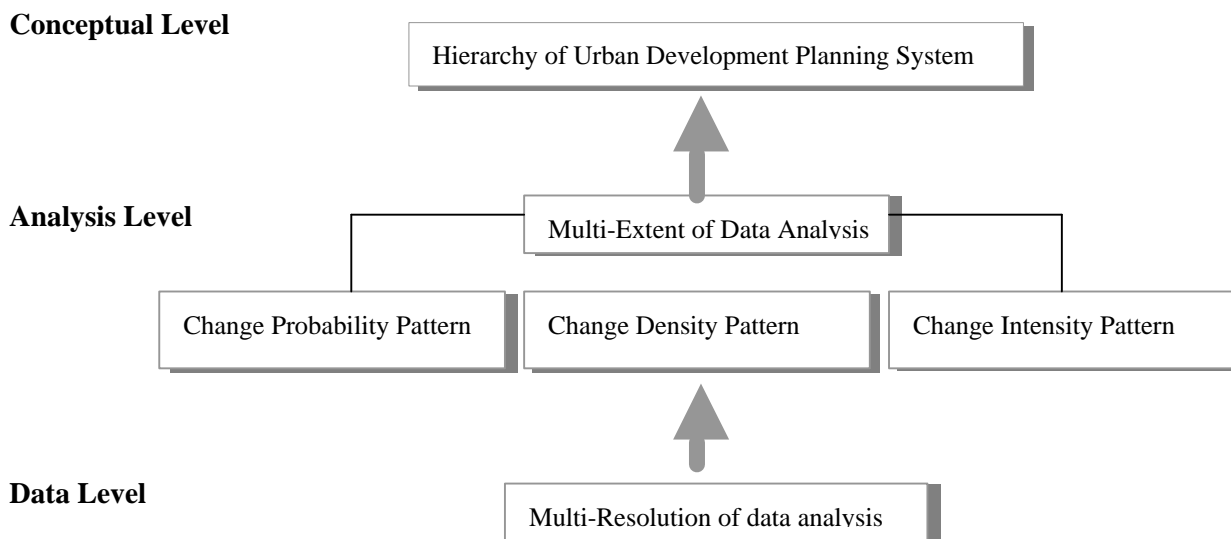 Conceptual Level
Hierarchy of Urban Development Planning System
Analysis Level
Multi-Extent of Data Analysis
Change Probability Pattern
Change Density Pattern
Change Intensity Pattern
Data Level
Multi-Resolution of data analysis